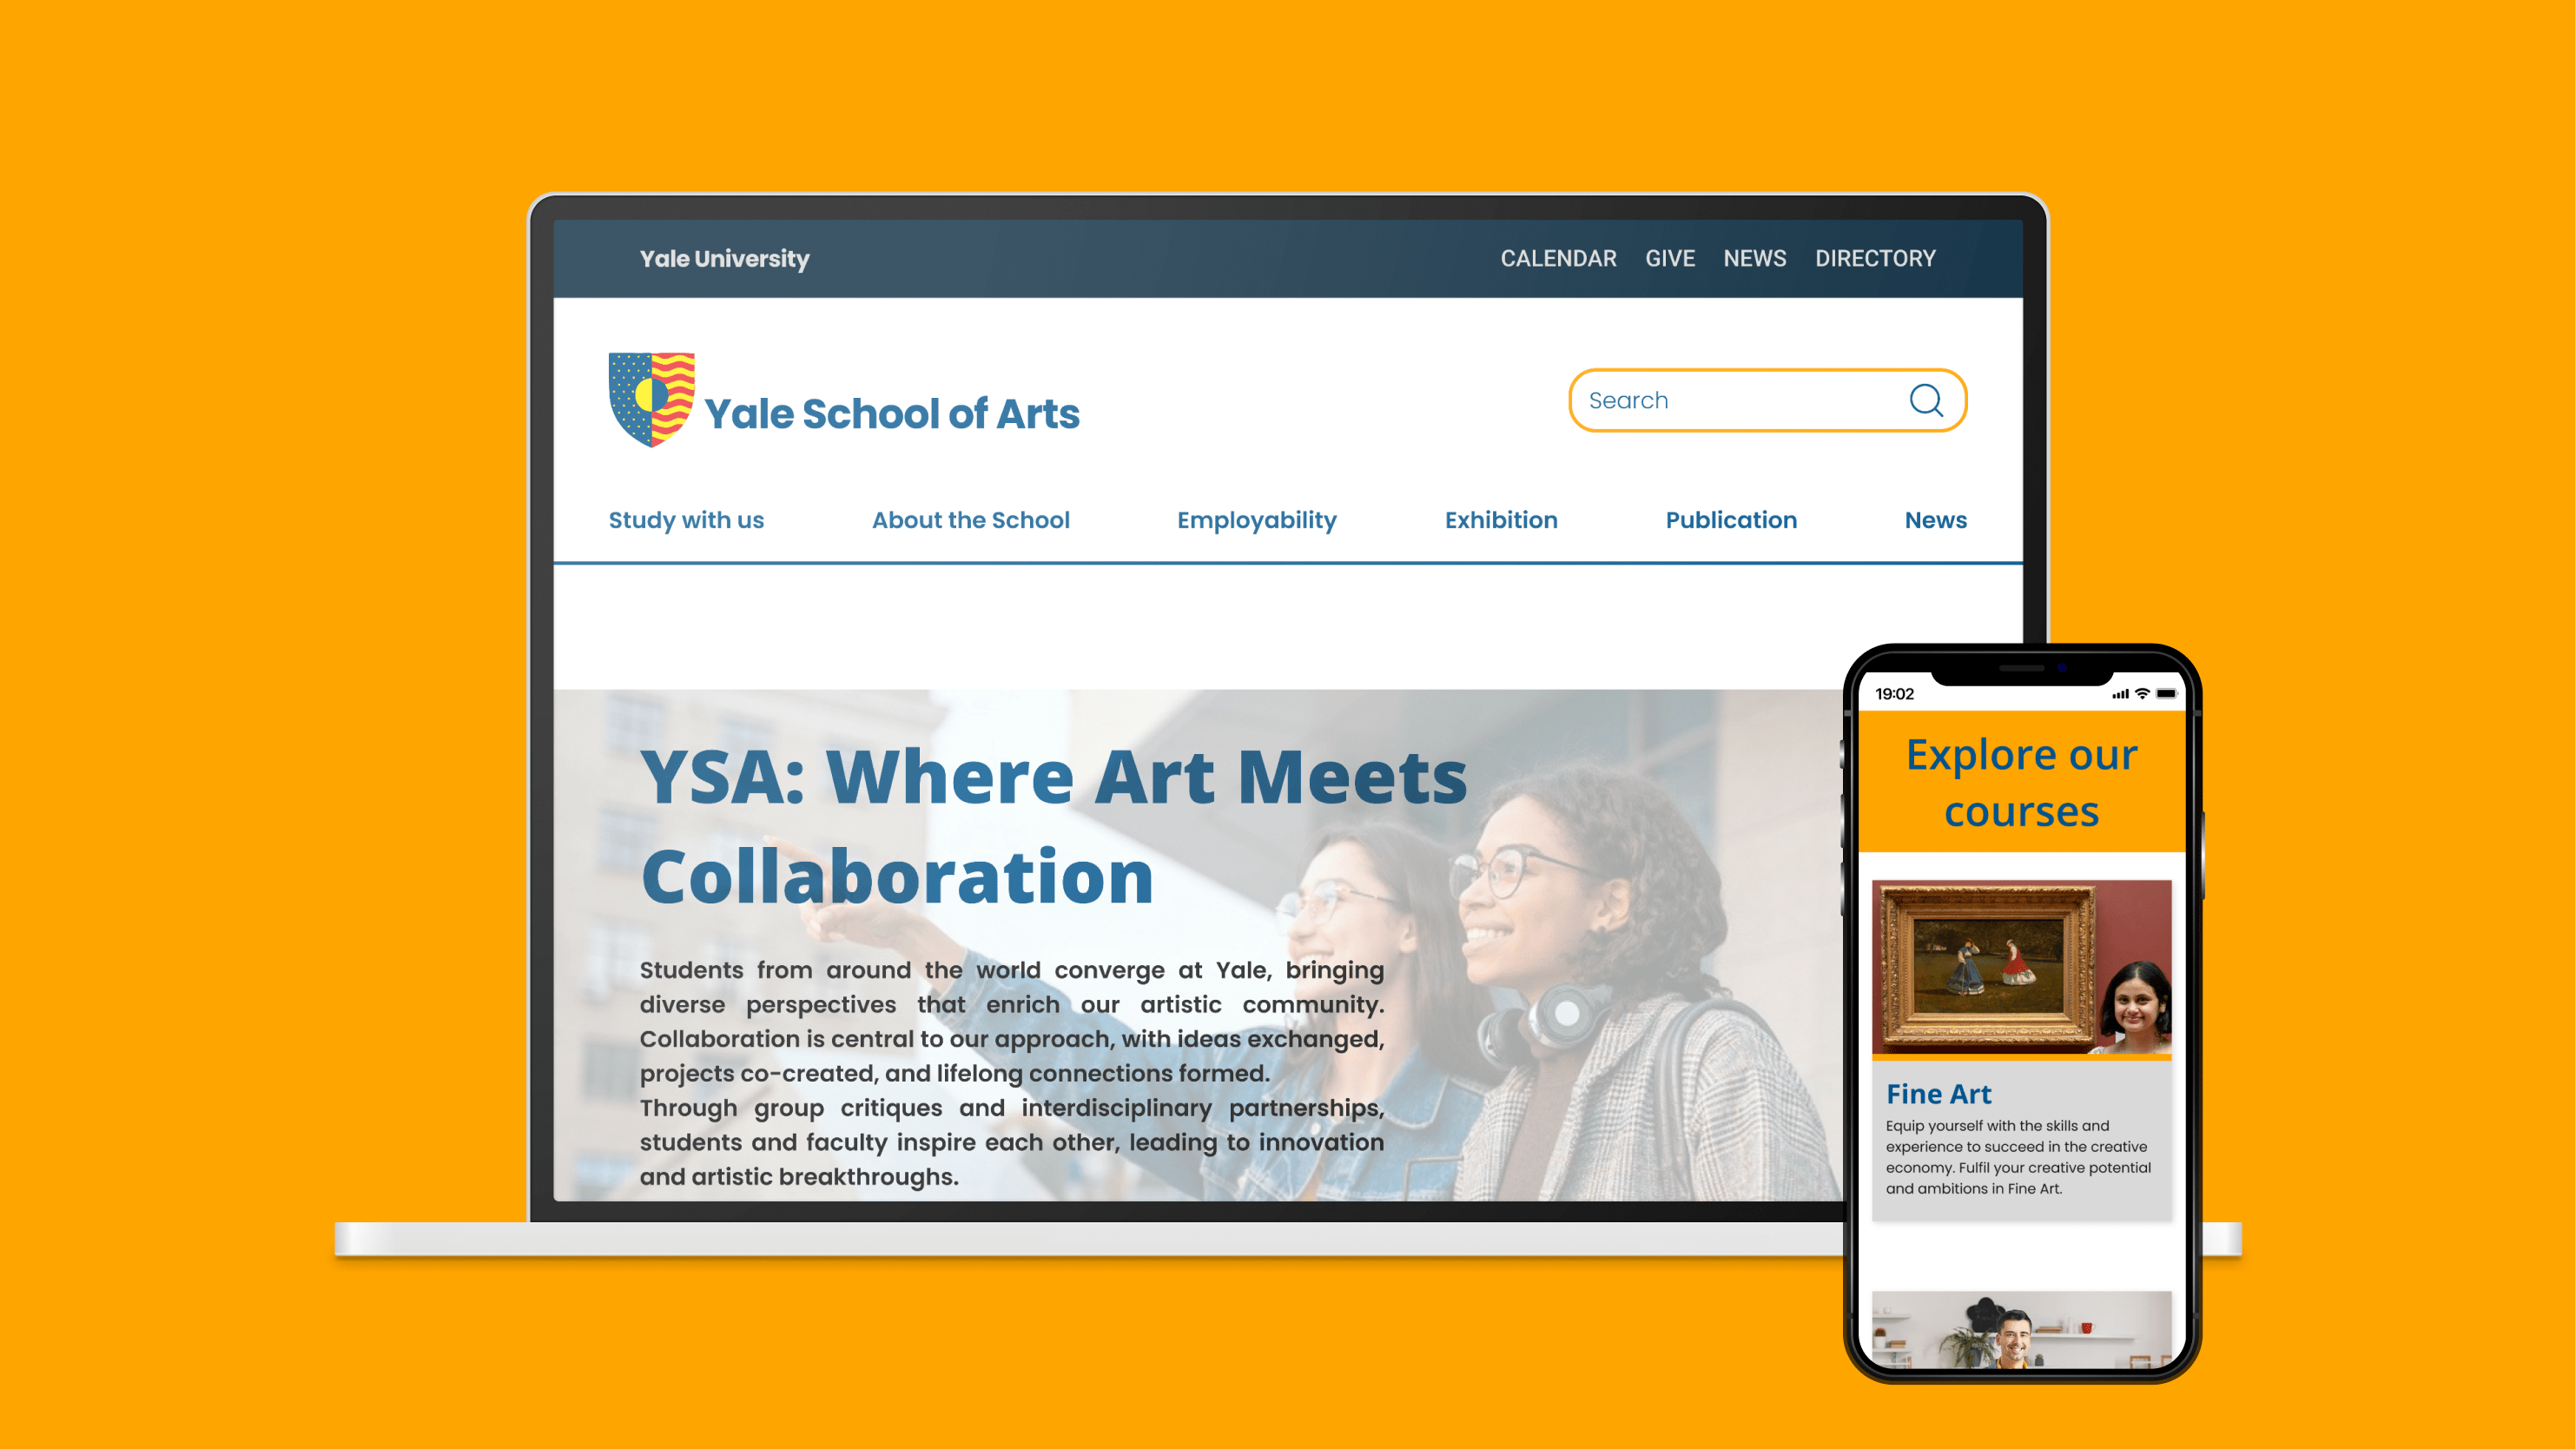 Yale University
CALENDAR GIVE NEWS DIRECTORY
Yale School of Arts
Search
Study with us About the School Employability Exhibition Publication News
YSA: Where Art Meets
Collaboration
Students from around the world converge at Yale, bringing
diverse perspectives that enrich our artistic community.
Collaboration is central to our approach, with ideas exchanged,
projects co-created, and lifelong connections formed.
Through group critiques and interdisciplinary partnerships,
students and faculty inspire each other, leading to innovation
and artistic breakthroughs.
19:02
Explore our
courses
Fine Art
Equip yourself with the skills and
experience to succeed in the creative
economy. Fulfil your creative potential
and ambitions in Fine Art.